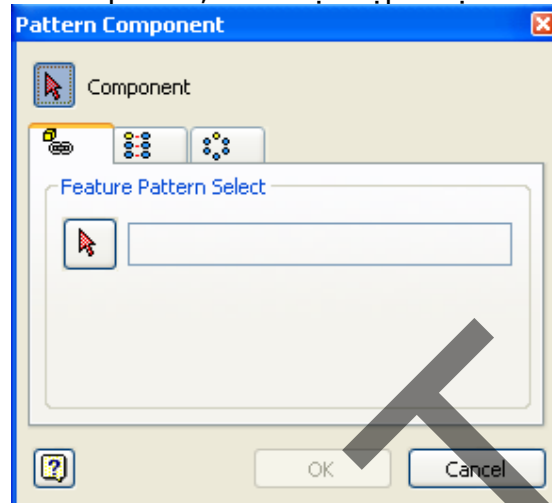 Pattern Component
Component
Feature Pattern Select
OK
Cancel